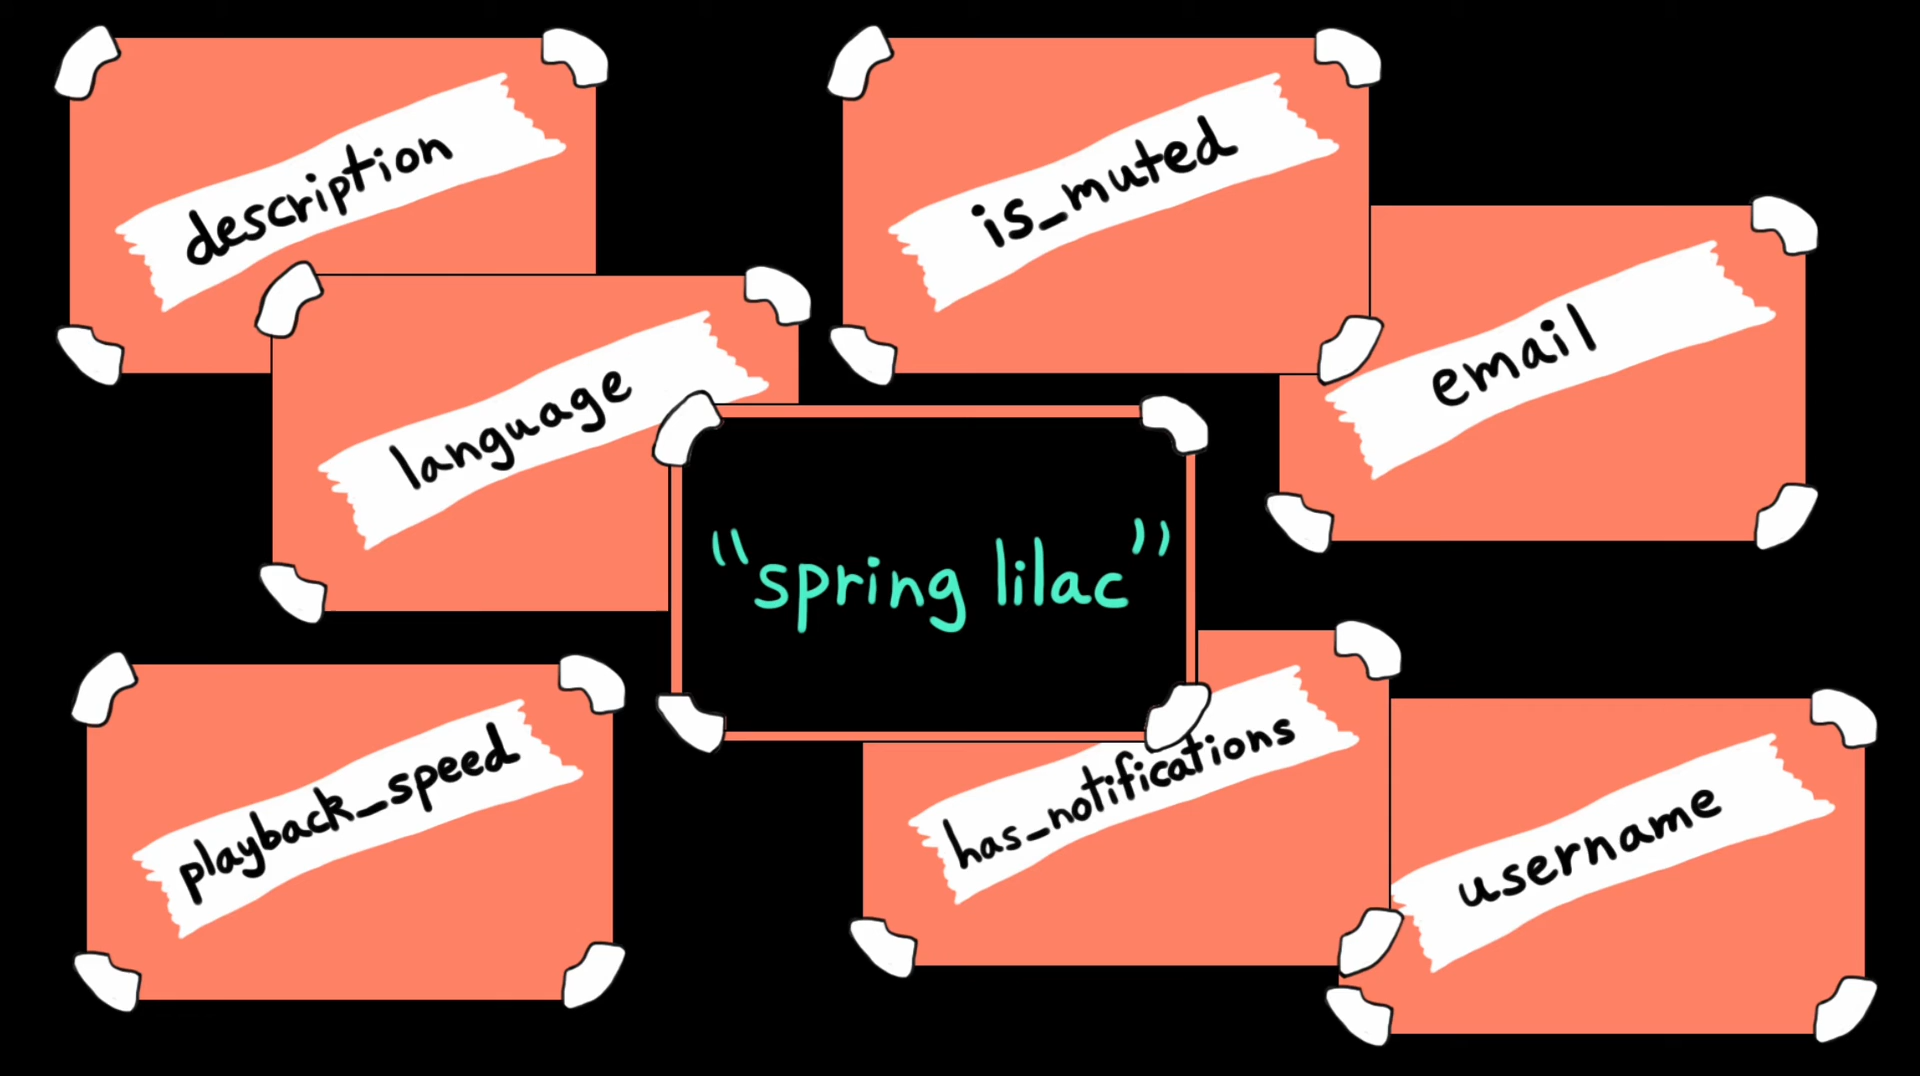 description
is_muted
email
language
"spring lilac"
playback_speed
has_notifications
username